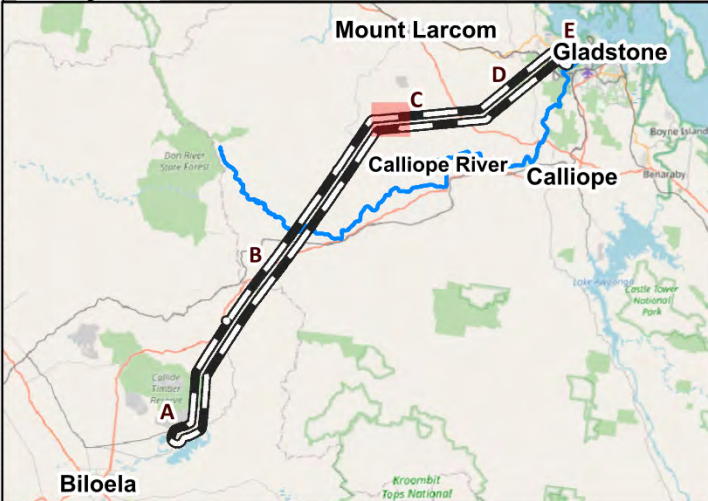 Mount Larcom
E
Gladstone
D
C
Boyne Island
Don River
State Forest
Calliope River
Calliope
Benaraby
B
Lake Awoonga
Castle Tower
National
Park
Callide
Timber
Reserve
A
Biloela
Kroombit
Tops National